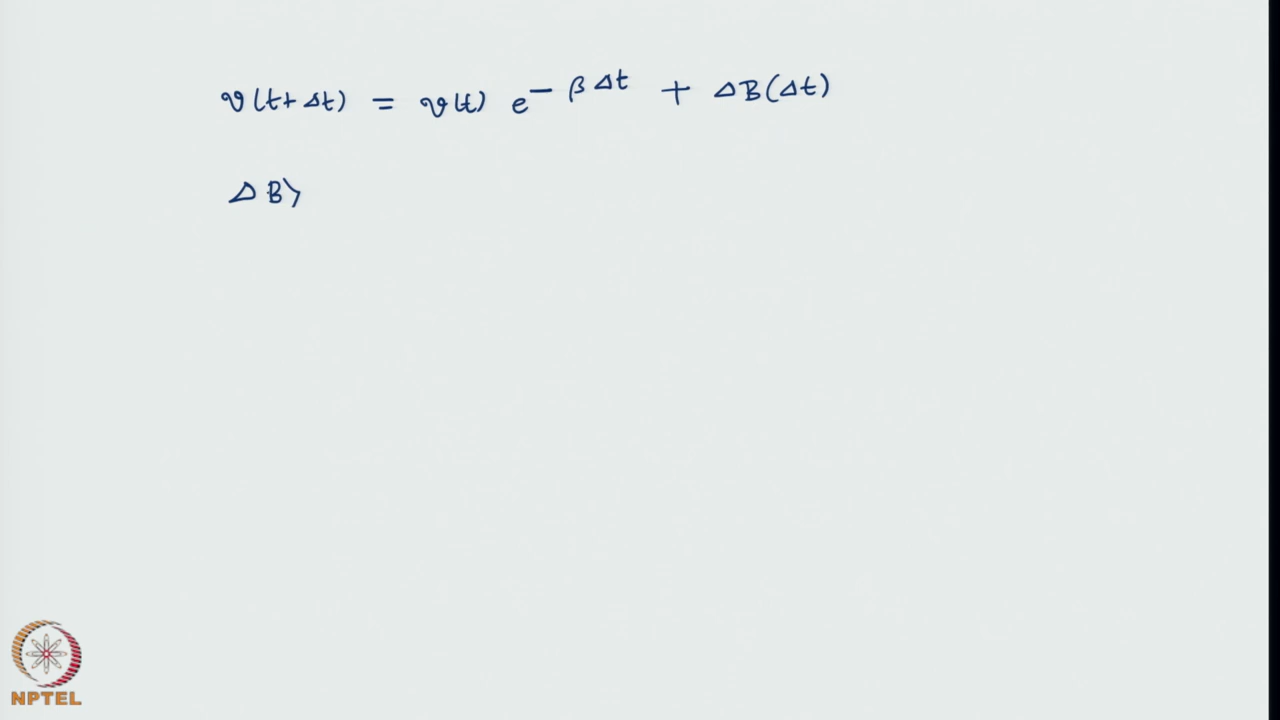 v(t+Δt) = v(t) e^{-βΔt} + ΔB(Δt)
ΔB⟩
NPTEL